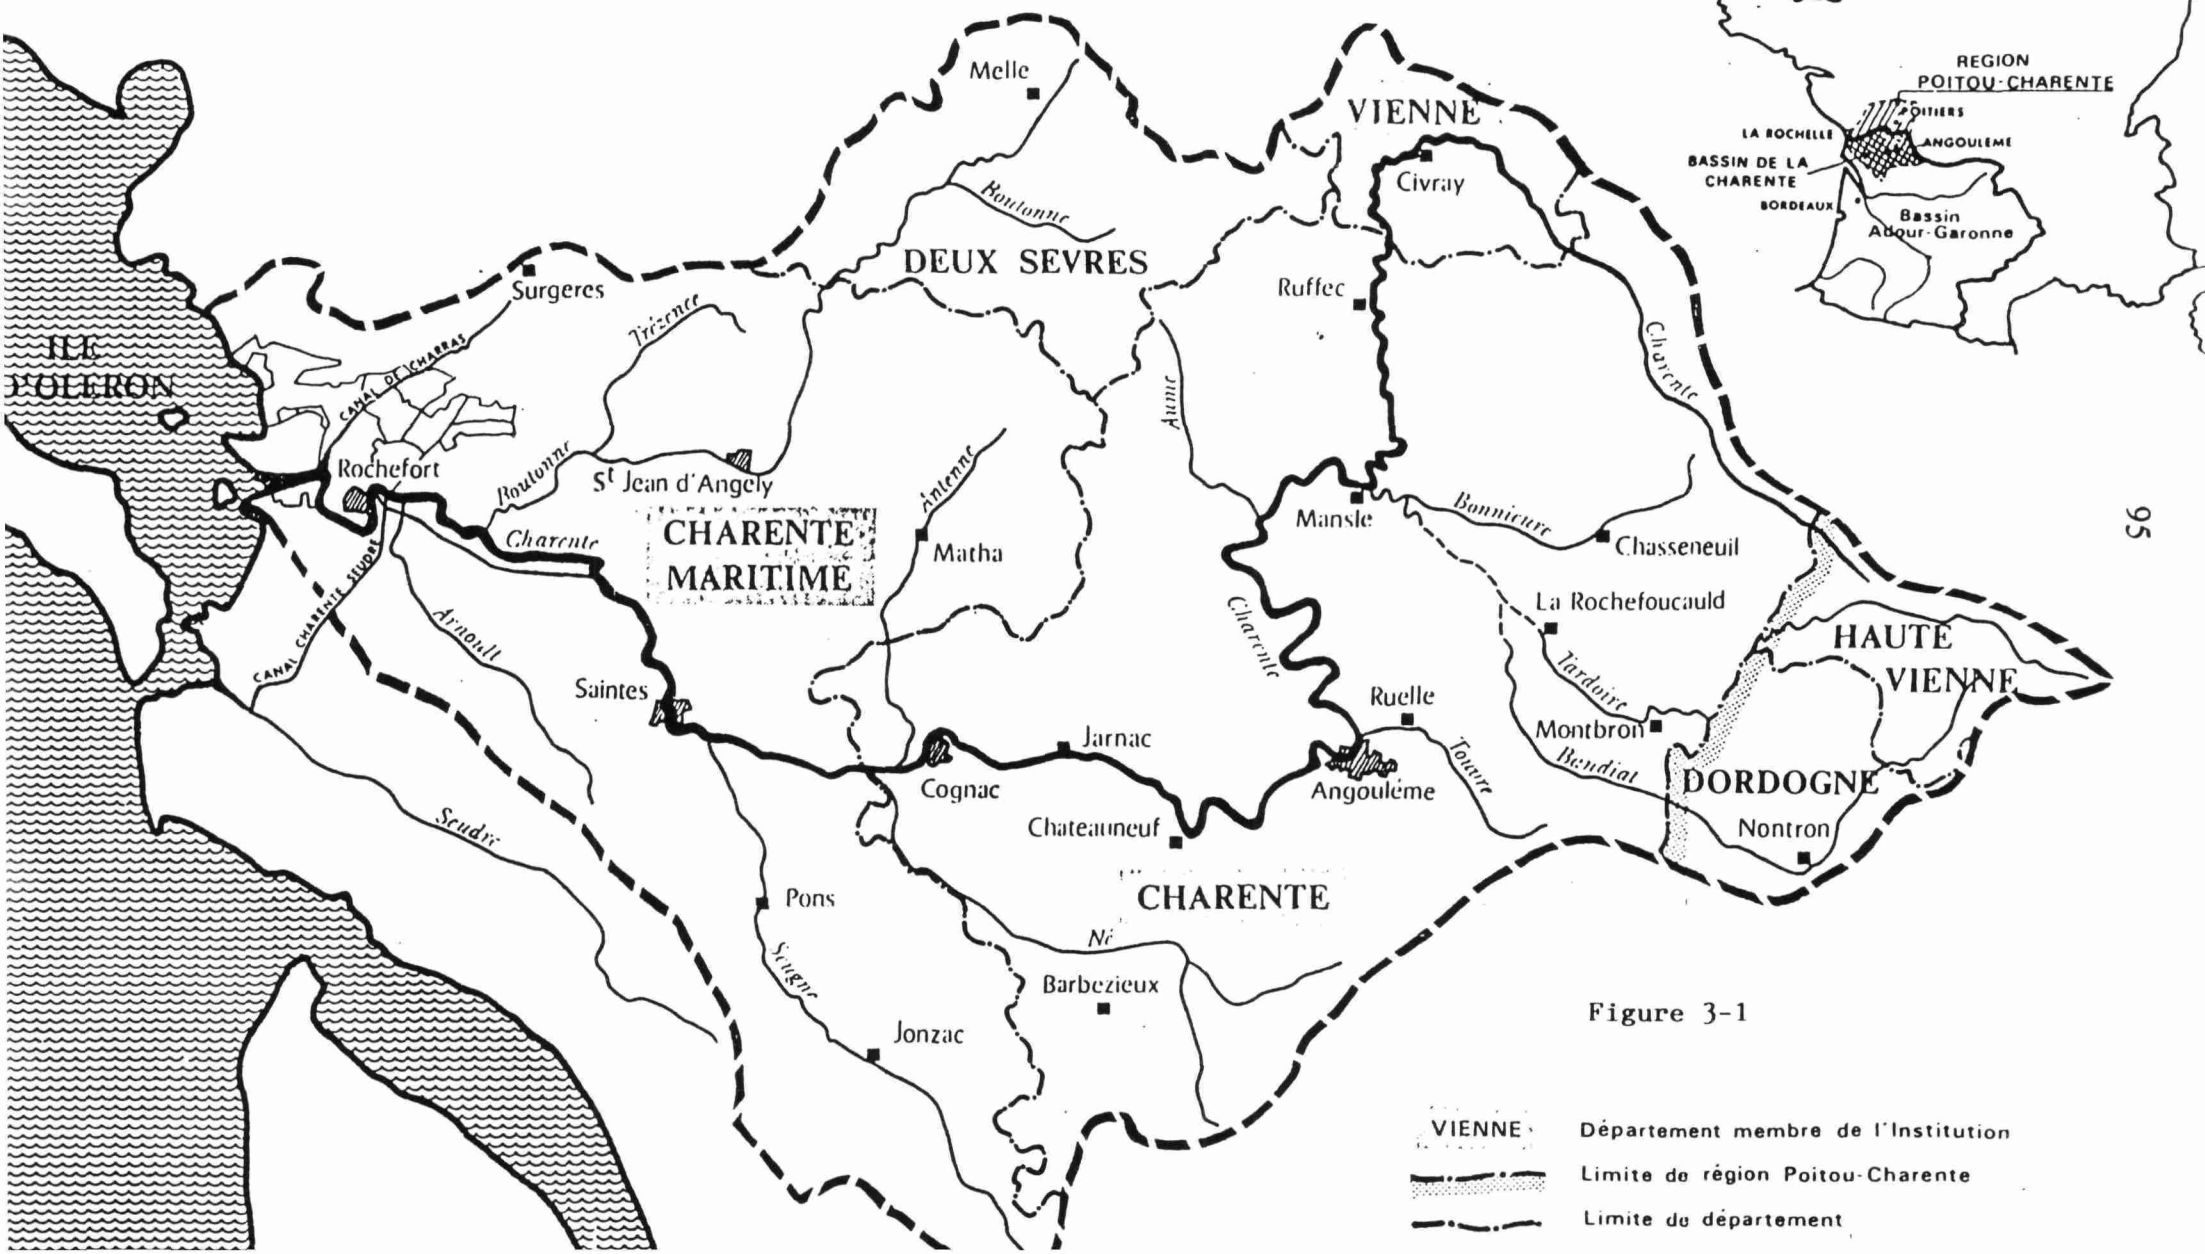 Melle
VIENNE
Civray
Boutonne
DEUX SEVRES
Surgeres
Ruffec
Trézence
Charente
ILE
D'OLERON
CANAL DE CHARRAS
Aume
Rochefort
Boutonne
St Jean d'Angely
Antenne
Charente
CHARENTE
MARITIME
Matha
Mansle
Bonnieure
Chasseneuil
CANAL CHARENTE SEUDRE
Arnoult
Charente
La Rochefoucauld
HAUTE
VIENNE
Tardoire
Saintes
Ruelle
Montbron
Jarnac
Touvre
Bandiat
DORDOGNE
Cognac
Angoulême
Chateauneuf
Nontron
Seudre
Pons
CHARENTE
Né
Seugne
Barbezieux
Jonzac
REGION
POITOU-CHARENTE
POITIERS
LA ROCHELLE
ANGOULEME
BASSIN DE LA
CHARENTE
BORDEAUX
Bassin
Adour-Garonne
95
Figure 3-1
VIENNE
Département membre de l'Institution
Limite de région Poitou-Charente
Limite de département